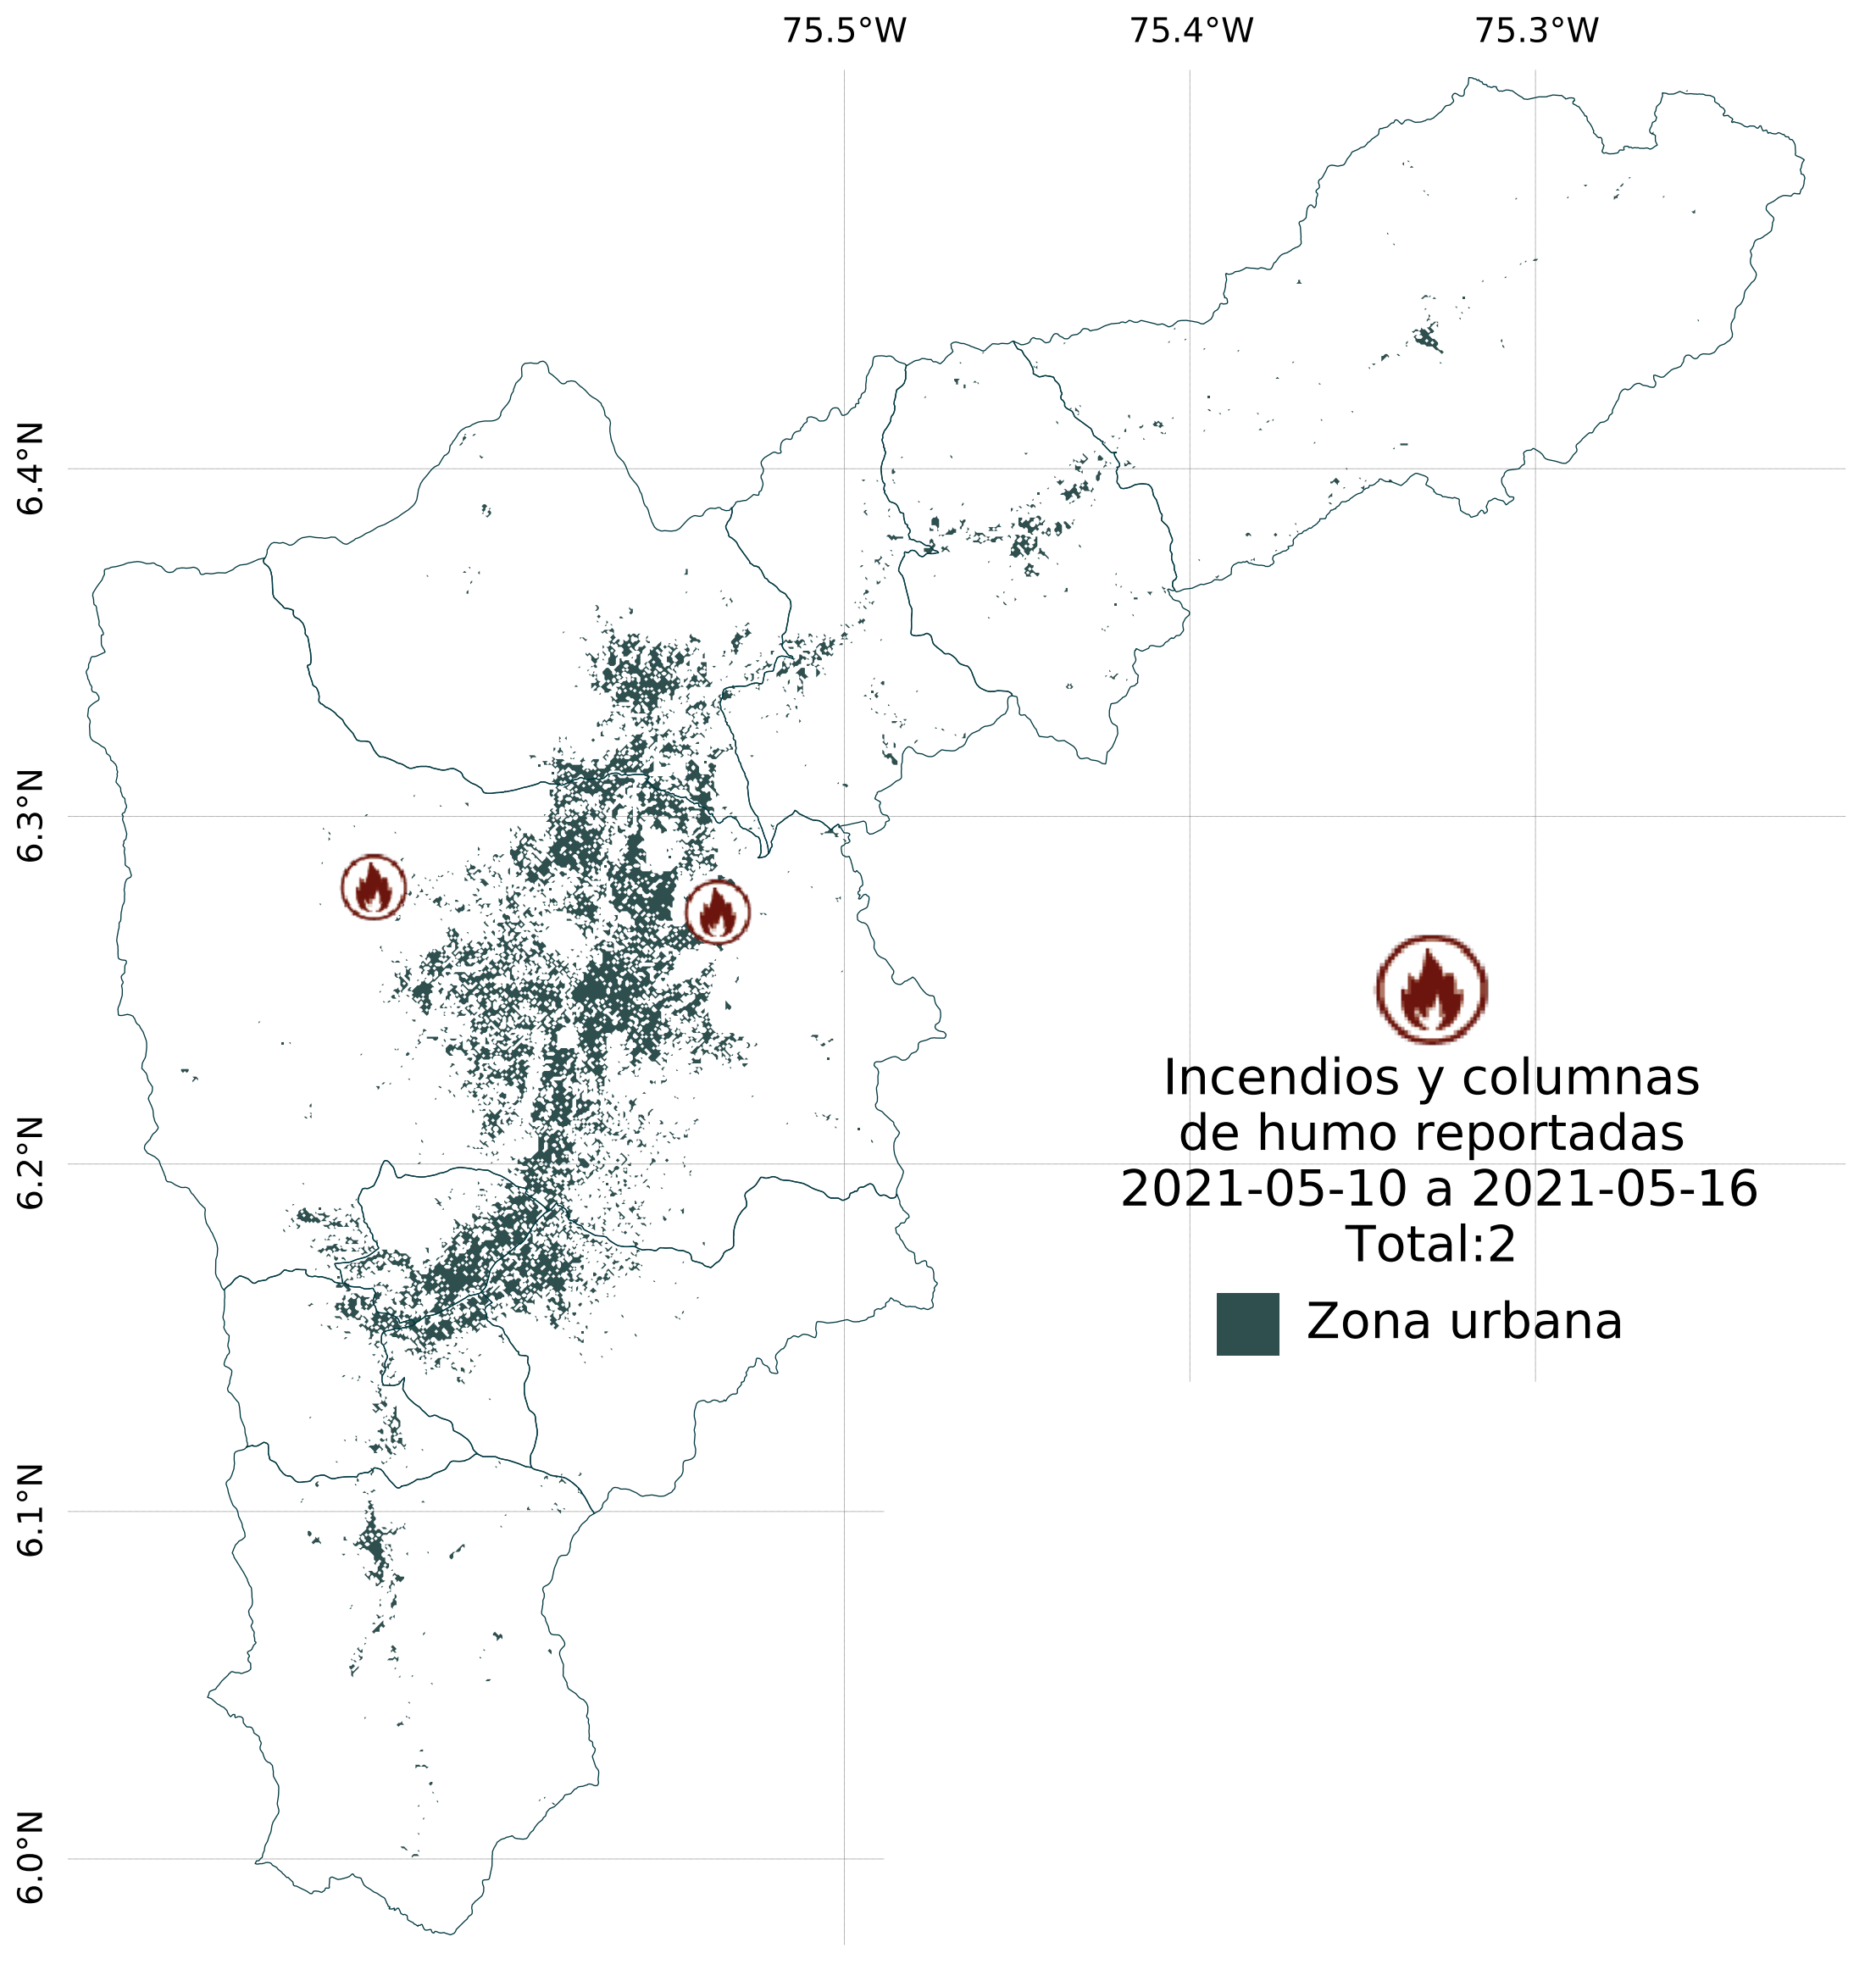 75.5°W 75.4°W 75.3°W
6.4°N
6.3°N
6.2°N
6.1°N
6.0°N
Incendios y columnas
de humo reportadas
2021-05-10 a 2021-05-16
Total:2
Zona urbana